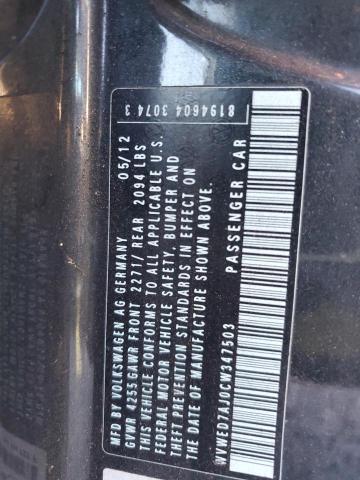 8194604 3074 3
MFD BY VOLKSWAGEN AG GERMANY 05/12
GVWR 4255 GAWR FRONT 2271/ REAR 2094 LBS
THIS VEHICLE CONFORMS TO ALL APPLICABLE U.S.
FEDERAL MOTOR VEHICLE SAFETY, BUMPER AND
THEFT PREVENTION STANDARDS IN EFFECT ON
THE DATE OF MANUFACTURE SHOWN ABOVE.
PASSENGER CAR
WVWED7AJ0CW347503